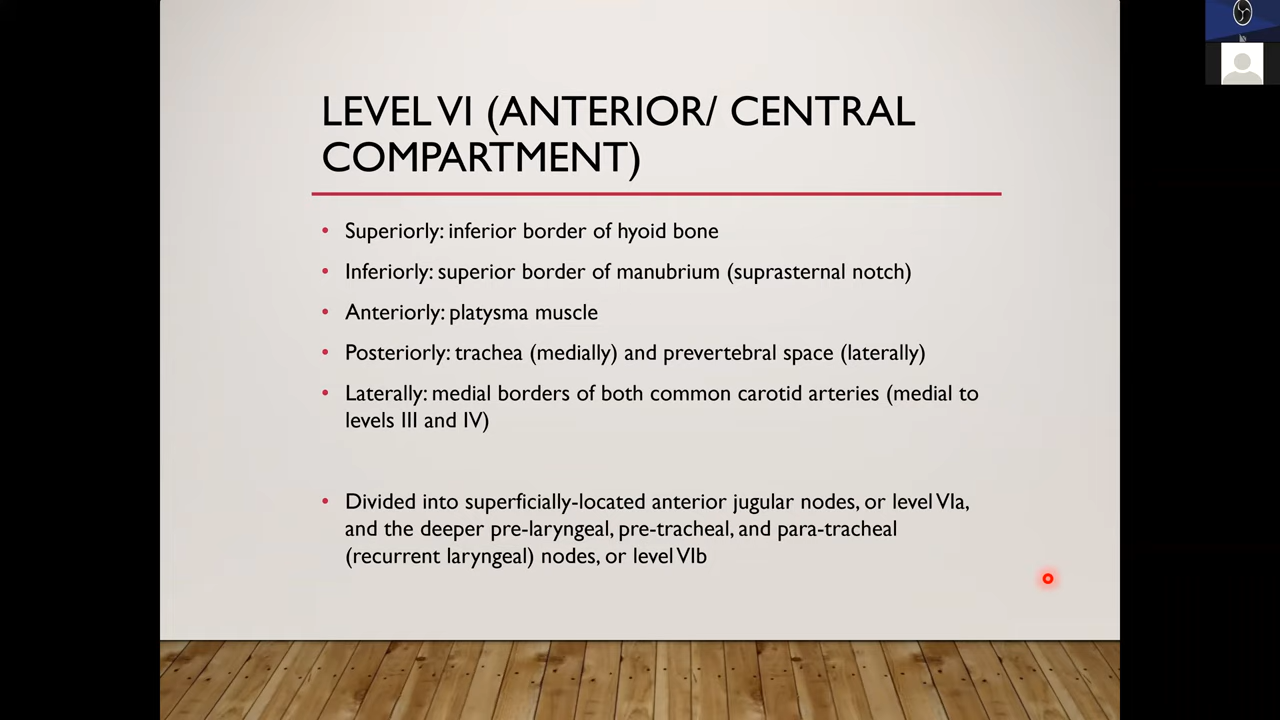 LEVEL VI (ANTERIOR/ CENTRAL
COMPARTMENT)
• Superiorly: inferior border of hyoid bone
• Inferiorly: superior border of manubrium (suprasternal notch)
• Anteriorly: platysma muscle
• Posteriorly: trachea (medially) and prevertebral space (laterally)
• Laterally: medial borders of both common carotid arteries (medial to
levels III and IV)
• Divided into superficially-located anterior jugular nodes, or level VIa,
and the deeper pre-laryngeal, pre-tracheal, and para-tracheal
(recurrent laryngeal) nodes, or level VIb